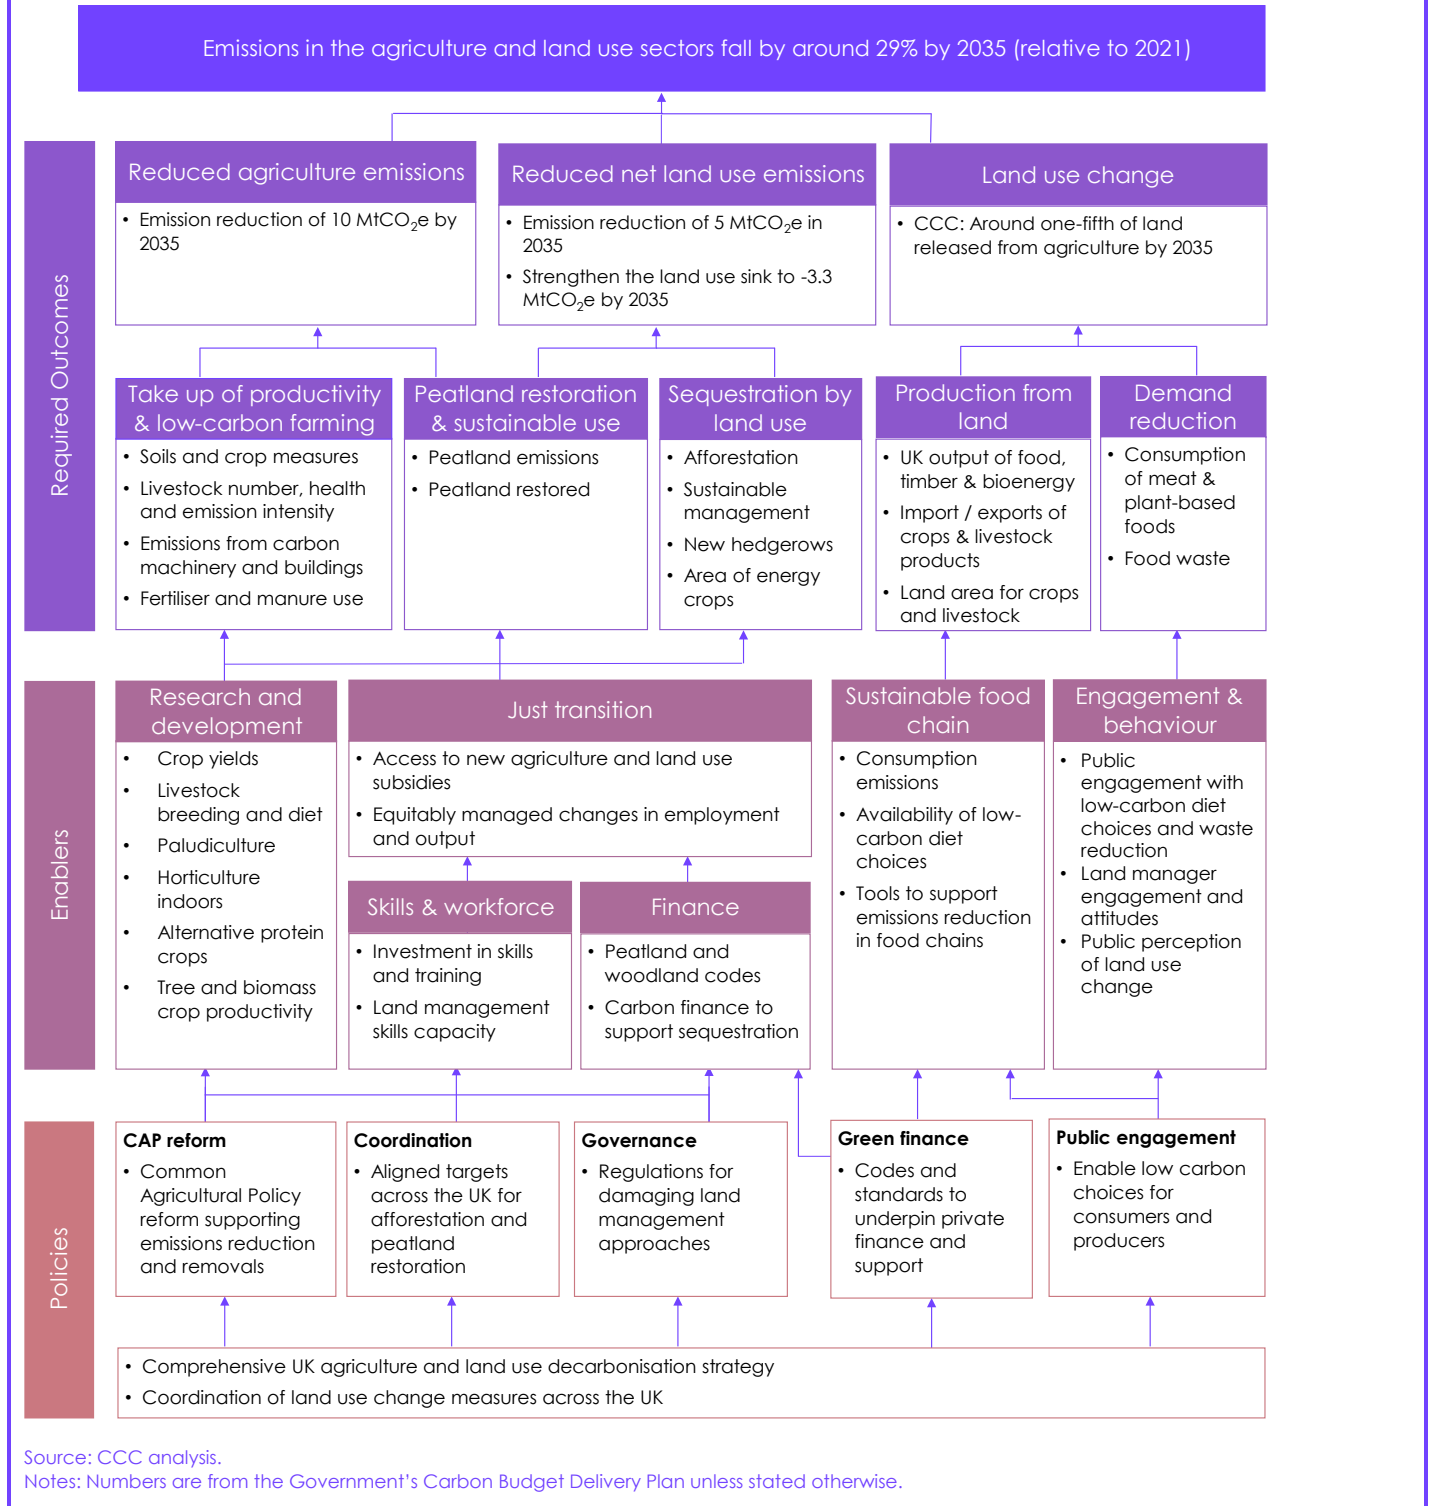 Emissions in the agriculture and land use sectors fall by around 29% by 2035 (relative to 2021)
Required Outcomes
Reduced agriculture emissions
• Emission reduction of 10 MtCO₂e by
2035
Reduced net land use emissions
• Emission reduction of 5 MtCO₂e in
2035
• Strengthen the land use sink to -3.3
MtCO₂e by 2035
Land use change
• CCC: Around one-fifth of land
released from agriculture by 2035
Take up of productivity
& low-carbon farming
• Soils and crop measures
• Livestock number, health
and emission intensity
• Emissions from carbon
machinery and buildings
• Fertiliser and manure use
Peatland restoration
& sustainable use
• Peatland emissions
• Peatland restored
Sequestration by
land use
• Afforestation
• Sustainable
management
• New hedgerows
• Area of energy
crops
Production from
land
• UK output of food,
timber & bioenergy
• Import / exports of
crops & livestock
products
• Land area for crops
and livestock
Demand
reduction
• Consumption
of meat &
plant-based
foods
• Food waste
Enablers
Research and
development
• Crop yields
• Livestock
breeding and diet
• Paludiculture
• Horticulture
indoors
• Alternative protein
crops
• Tree and biomass
crop productivity
Just transition
• Access to new agriculture and land use
subsidies
• Equitably managed changes in employment
and output
Skills & workforce
• Investment in skills
and training
• Land management
skills capacity
Finance
• Peatland and
woodland codes
• Carbon finance to
support sequestration
Sustainable food
chain
• Consumption
emissions
• Availability of low-
carbon diet
choices
• Tools to support
emissions reduction
in food chains
Engagement &
behaviour
• Public
engagement with
low-carbon diet
choices and waste
reduction
• Land manager
engagement and
attitudes
• Public perception
of land use
change
Policies
CAP reform
• Common
Agricultural Policy
reform supporting
emissions reduction
and removals
Coordination
• Aligned targets
across the UK for
afforestation and
peatland
restoration
Governance
• Regulations for
damaging land
management
approaches
Green finance
• Codes and
standards to
underpin private
finance and
support
Public engagement
• Enable low carbon
choices for
consumers and
producers
• Comprehensive UK agriculture and land use decarbonisation strategy
• Coordination of land use change measures across the UK
Source: CCC analysis.
Notes: Numbers are from the Government’s Carbon Budget Delivery Plan unless stated otherwise.